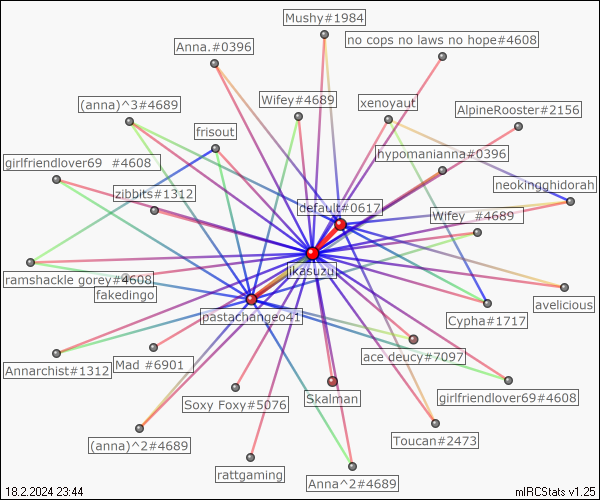 Mushy#1984
no cops no laws no hope#4608
Anna.#0396
(anna)^3#4689
Wifey#4689
xenoyaut
AlpineRooster#2156
frisout
girlfriendlover69 #4608
hypomanianna#0396
zibbits#1312
neokingghidorah
default#0617
Wifey #4689
ikasuzu
ramshackle gorey#4608
fakedingo
avelicious
pastachangeo41
Cypha#1717
Annarchist#1312
Mad #6901
ace deucy#7097
Soxy Foxy#5076
Skalman
girlfriendlover69#4608
(anna)^2#4689
Toucan#2473
rattgaming
Anna^2#4689
18.2.2024 23:44
mIRCStats v1.25